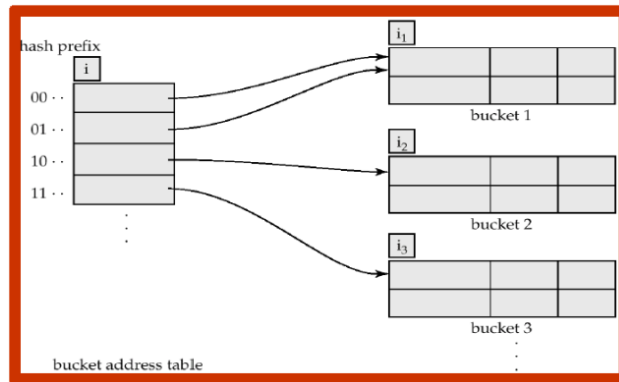 hash prefix
i
00 ··
01 ··
10 ··
11 ··
i₁
bucket 1
i₂
bucket 2
i₃
bucket 3
bucket address table